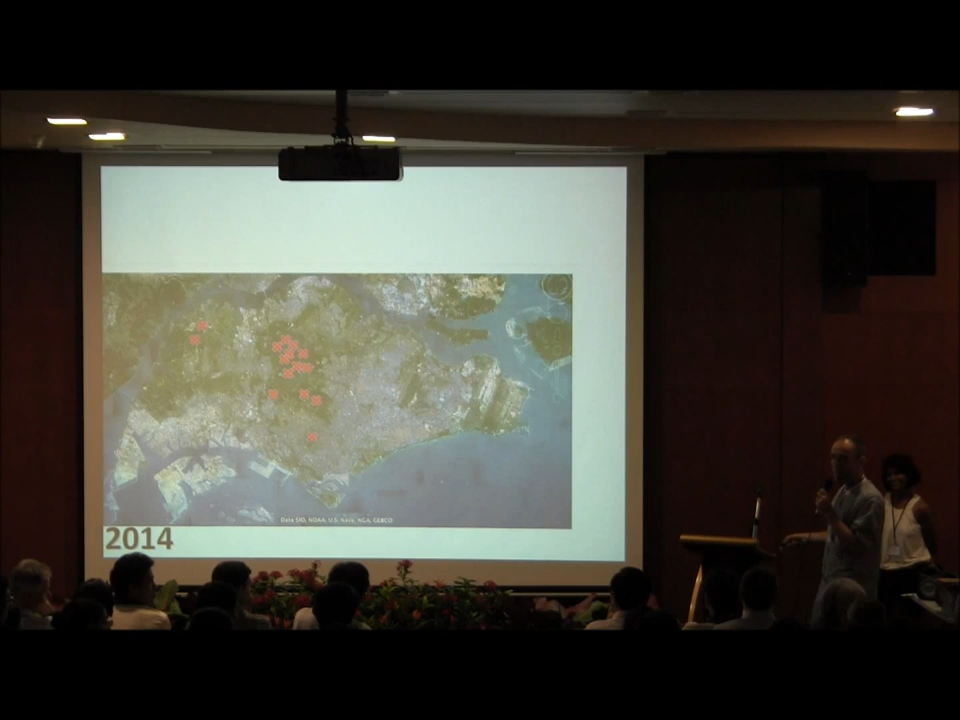 Data SIO, NOAA, U.S. Navy, NGA, GEBCO
2014